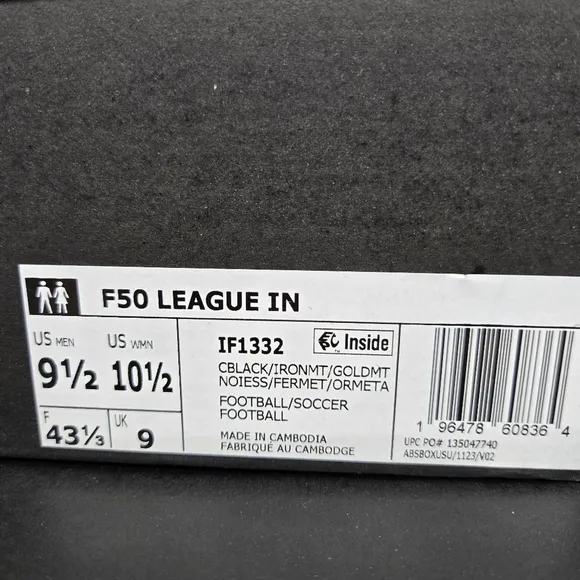 F50 LEAGUE IN
US MEN US WMN
9½ 10½
F UK
43⅓ 9
IF1332
Inside
CBLACK/IRONMT/GOLDMT
NOIESS/FERMET/ORMETA
FOOTBALL/SOCCER
FOOTBALL
MADE IN CAMBODIA
FABRIQUÉ AU CAMBODGE
1 96478 60836 4
UPC PO# 135047740
ABSBOXUSU/1123/V02